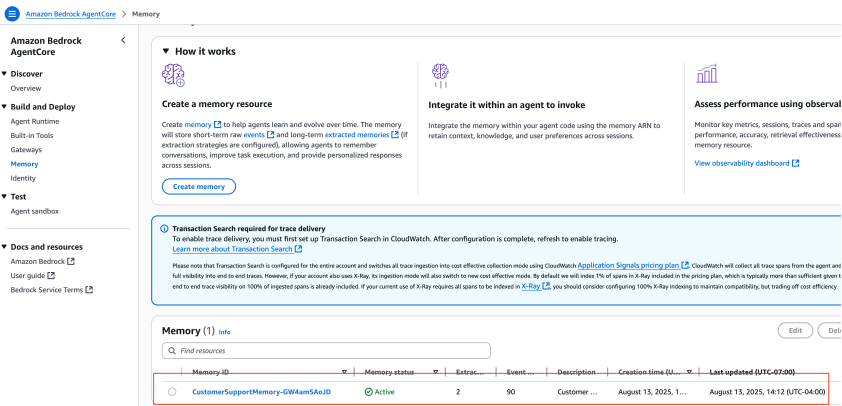 Amazon Bedrock AgentCore > Memory
Amazon Bedrock
AgentCore
Discover
Overview
Build and Deploy
Agent Runtime
Built-in Tools
Gateways
Memory
Identity
Test
Agent sandbox
Docs and resources
Amazon Bedrock
User guide
Bedrock Service Terms
How it works
Create a memory resource
Create memory to help agents learn and evolve over time. The memory
will store short-term raw events and long-term extracted memories (if
extraction strategies are configured), allowing agents to remember
conversations, improve task execution, and provide personalized responses
across sessions.
Create memory
Integrate it within an agent to invoke
Integrate the memory within your agent code using the memory ARN to
retain context, knowledge, and user preferences across sessions.
Assess performance using observal
Monitor key metrics, sessions, traces and span
performance, accuracy, retrieval effectiveness
memory resource.
View observability dashboard
Transaction Search required for trace delivery
To enable trace delivery, you must first set up Transaction Search in CloudWatch. After configuration is complete, refresh to enable tracing.
Learn more about Transaction Search
Please note that Transaction Search is configured for the entire account and switches all trace ingestion into cost effective collection mode using CloudWatch Application Signals pricing plan. CloudWatch will collect all trace spans from the agent and
full visibility into end to end traces. However, if your account also uses X-Ray, its ingestion mode will also switch to new cost effective mode. By default we will index 1% of spans in X-Ray included in the pricing plan, which is typically more than sufficient given t
end to end trace visibility on 100% of ingested spans is already included. If your current use of X-Ray requires all spans to be indexed in X-Ray, you should consider configuring 100% X-Ray indexing to maintain compatibility, but trading off cost efficiency
Memory (1) Info
Edit Dele
Find resources
Memory ID Memory status Extrac... Event ... Description Creation time (U... Last updated (UTC-07:00)
CustomerSupportMemory-GW4amSAoJD Active 2 90 Customer ... August 13, 2025, 1... August 13, 2025, 14:12 (UTC-04:00)